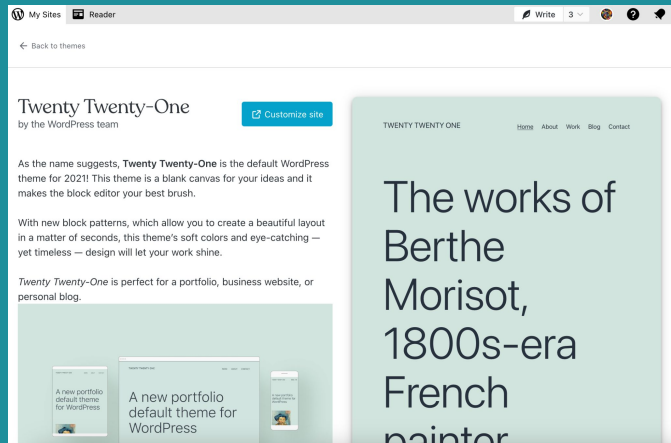 My Sites
Reader
Write
3
Back to themes
Twenty Twenty-One
by the WordPress team
Customize site
As the name suggests, Twenty Twenty-One is the default WordPress
theme for 2021! This theme is a blank canvas for your ideas and it
makes the block editor your best brush.
With new block patterns, which allow you to create a beautiful layout
in a matter of seconds, this theme's soft colors and eye-catching —
yet timeless — design will let your work shine.
Twenty Twenty-One is perfect for a portfolio, business website, or
personal blog.
A new portfolio
default theme
for WordPress
A new portfolio
default theme for
WordPress
TWENTY TWENTY ONE
Home About Work Blog Contact
The works of
Berthe
Morisot,
1800s-era
French
painter